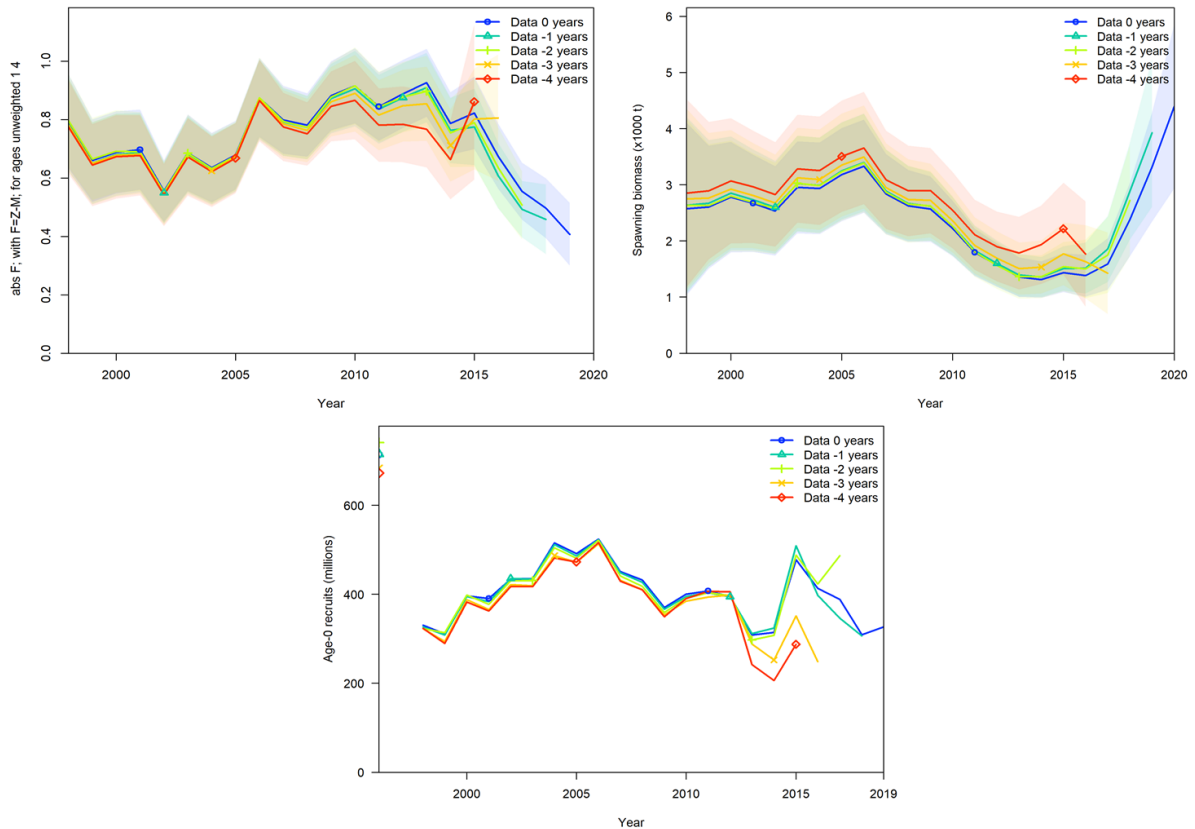 abs F; with F=Z-M; for ages unweighted 1 4
1.0
0.8
0.6
0.4
0.2
0.0
Data 0 years
Data -1 years
Data -2 years
Data -3 years
Data -4 years
2000 2005 2010 2015 2020
Year
Spawning biomass (x1000 t)
6
5
4
3
2
1
0
Data 0 years
Data -1 years
Data -2 years
Data -3 years
Data -4 years
2000 2005 2010 2015 2020
Year
Age-0 recruits (millions)
600
400
200
0
Data 0 years
Data -1 years
Data -2 years
Data -3 years
Data -4 years
2000 2005 2010 2015 2019
Year